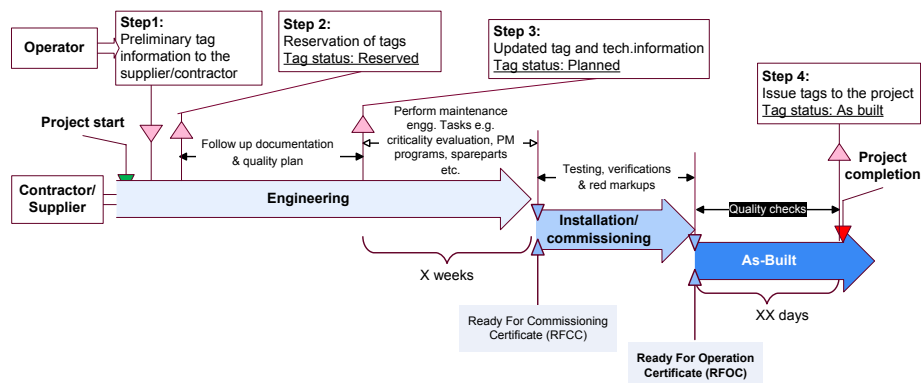 Operator
Step1:
Preliminary tag
information to the
supplier/contractor
Step 2:
Reservation of tags
Tag status: Reserved
Step 3:
Updated tag and tech.information
Tag status: Planned
Step 4:
Issue tags to the project
Tag status: As built
Project start
Follow up documentation
& quality plan
Perform maintenance
engg. Tasks e.g.
criticality evaluation, PM
programs, spareparts
etc.
Testing, verifications
& red markups
Quality checks
Project
completion
Contractor/
Supplier
Engineering
Installation/
commissioning
As-Built
X weeks
XX days
Ready For Commissioning
Certificate (RFCC)
Ready For Operation
Certificate (RFOC)